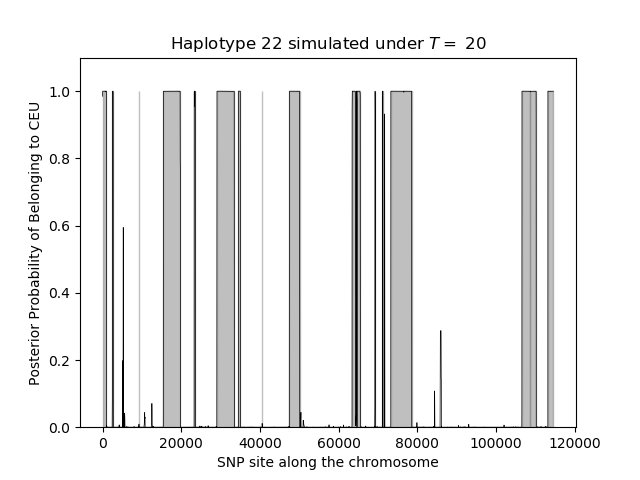 Haplotype 22 simulated under T = 20
Posterior Probability of Belonging to CEU
1.0
0.8
0.6
0.4
0.2
0.0
0 20000 40000 60000 80000 100000 120000
SNP site along the chromosome